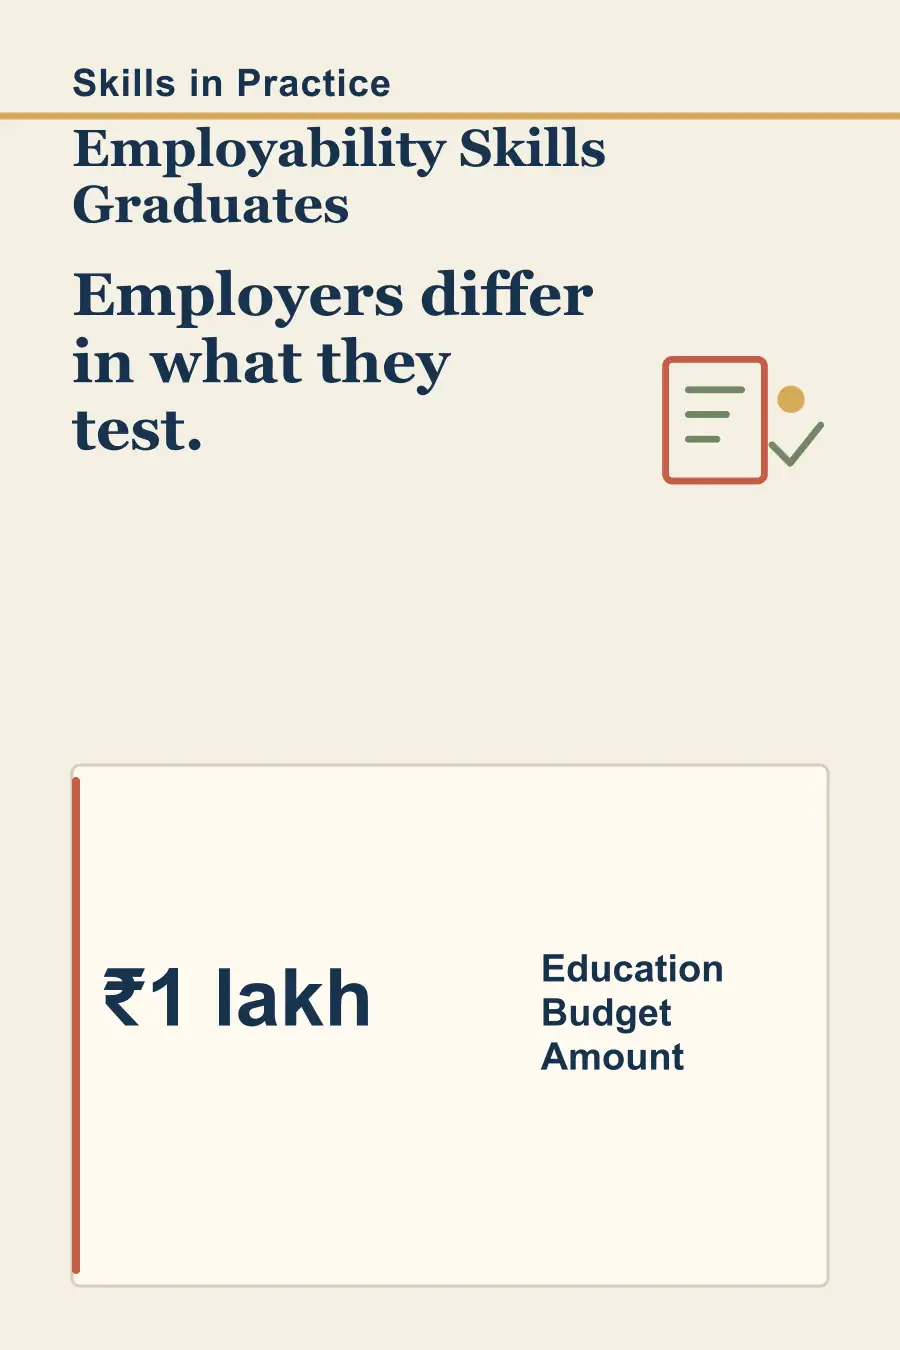 Skills in Practice
Employability Skills
Graduates
Employers differ
in what they
test.
₹1 lakh
Education
Budget
Amount